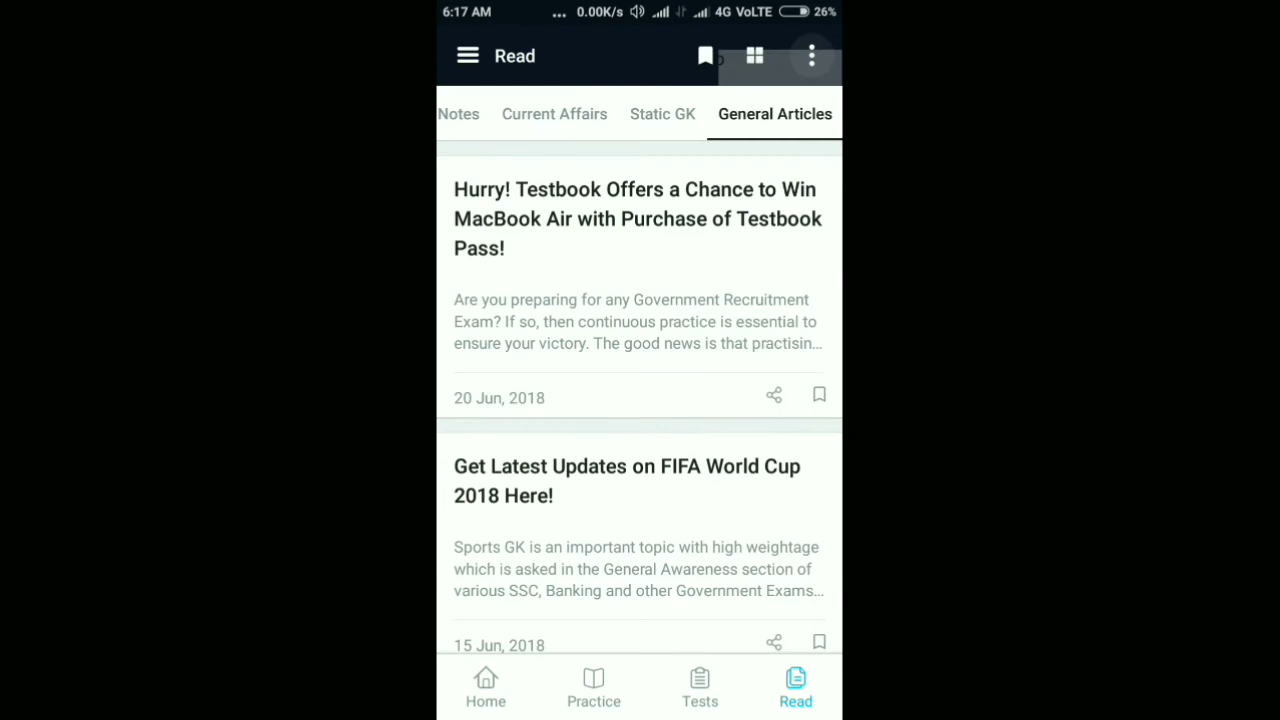 6:17 AM ... 0.00K/s 4G VoLTE 26%
Read
Notes Current Affairs Static GK General Articles
Hurry! Testbook Offers a Chance to Win
MacBook Air with Purchase of Testbook
Pass!
Are you preparing for any Government Recruitment
Exam? If so, then continuous practice is essential to
ensure your victory. The good news is that practisin...
20 Jun, 2018
Get Latest Updates on FIFA World Cup
2018 Here!
Sports GK is an important topic with high weightage
which is asked in the General Awareness section of
various SSC, Banking and other Government Exams...
15 Jun, 2018
Home Practice Tests Read